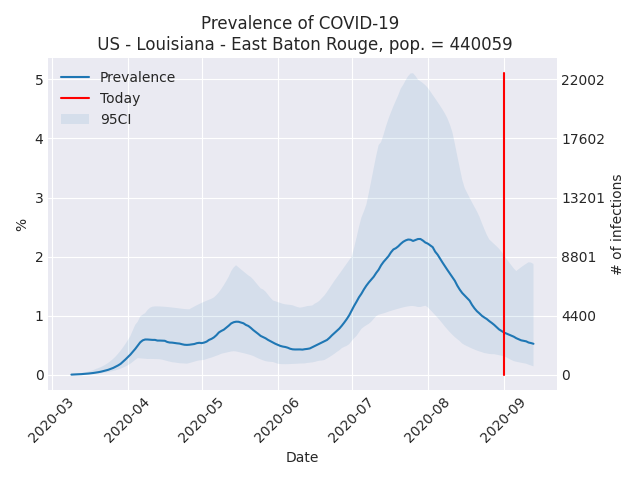 Prevalence of COVID-19
US - Louisiana - East Baton Rouge, pop. = 440059
Prevalence
Today
95CI
5
4
3
2
1
0
%
22002
17602
13201
8801
4400
0
# of infections
2020-03
2020-04
2020-05
2020-06
2020-07
2020-08
2020-09
Date